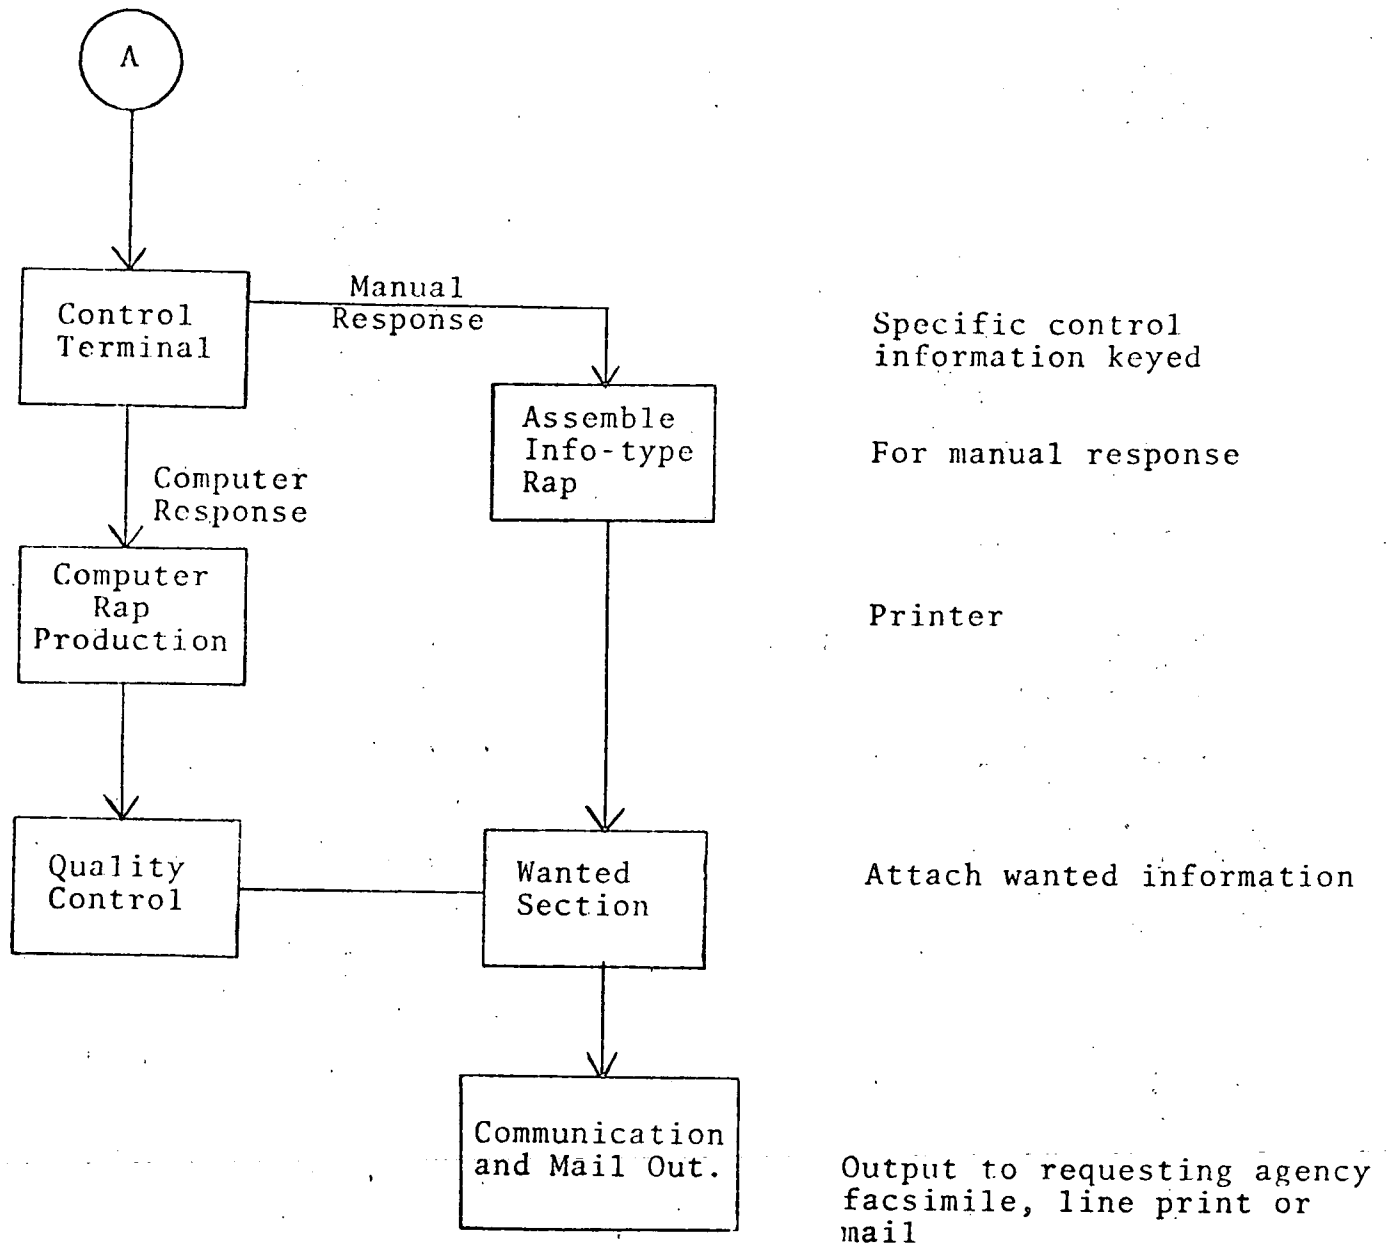 A
Manual
Response
Control
Terminal
Specific control
information keyed
Assemble
Info-type
Rap
For manual response
Computer
Response
Computer
Rap
Production
Printer
Quality
Control
Wanted
Section
Attach wanted information
Communication
and Mail Out.
Output to requesting agency
facsimile, line print or
mail